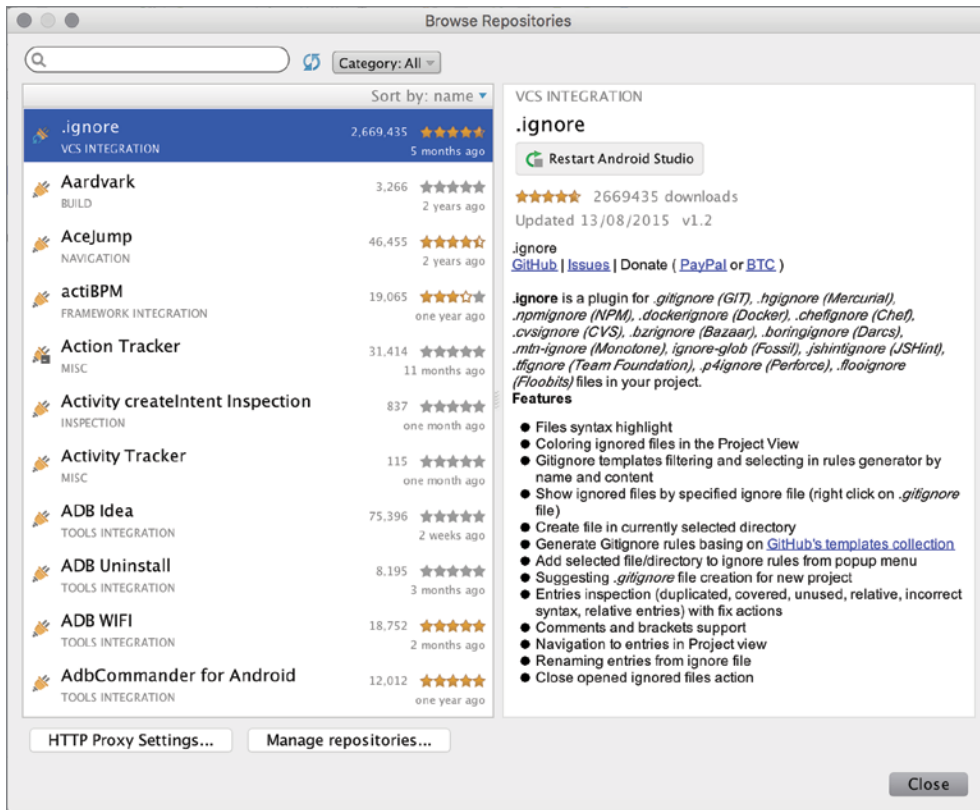 Browse Repositories
Category: All
Sort by: name
.ignore
2,669,435
VCS INTEGRATION
5 months ago
Aardvark
3,266
BUILD
2 years ago
AceJump
46,455
NAVIGATION
2 years ago
actiBPM
19,065
FRAMEWORK INTEGRATION
one year ago
Action Tracker
31,414
MISC
11 months ago
Activity createIntent Inspection
837
INSPECTION
one month ago
Activity Tracker
115
MISC
one month ago
ADB Idea
75,396
TOOLS INTEGRATION
2 weeks ago
ADB Uninstall
8,195
TOOLS INTEGRATION
3 months ago
ADB WIFI
18,752
TOOLS INTEGRATION
2 months ago
AdbCommander for Android
12,012
TOOLS INTEGRATION
one year ago
VCS INTEGRATION
.ignore
Restart Android Studio
2669435 downloads
Updated 13/08/2015 v1.2
.ignore
GitHub | Issues | Donate ( PayPal or BTC )
.ignore is a plugin for .gitignore (GIT), .hgignore (Mercurial),
.npmignore (NPM), .dockerignore (Docker), .chefignore (Chef),
.cvsignore (CVS), .bzrignore (Bazaar), .boringignore (Darcs),
.mtn-ignore (Monotone), ignore-glob (Fossil), .jshintignore (JSHint),
.tfignore (Team Foundation), .p4ignore (Perforce), .flooignore
(Floobits) files in your project.
Features
● Files syntax highlight
● Coloring ignored files in the Project View
● Gitignore templates filtering and selecting in rules generator by
name and content
● Show ignored files by specified ignore file (right click on .gitignore
file)
● Create file in currently selected directory
● Generate Gitignore rules basing on GitHub's templates collection
● Add selected file/directory to ignore rules from popup menu
● Suggesting .gitignore file creation for new project
● Entries inspection (duplicated, covered, unused, relative, incorrect
syntax, relative entries) with fix actions
● Comments and brackets support
● Navigation to entries in Project view
● Renaming entries from ignore file
● Close opened ignored files action
HTTP Proxy Settings...
Manage repositories...
Close